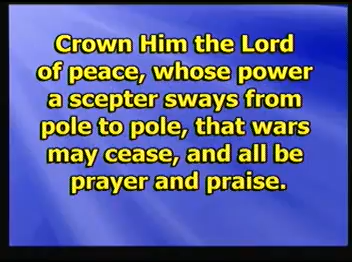 Crown Him the Lord
of peace, whose power
a scepter sways from
pole to pole, that wars
may cease, and all be
prayer and praise.